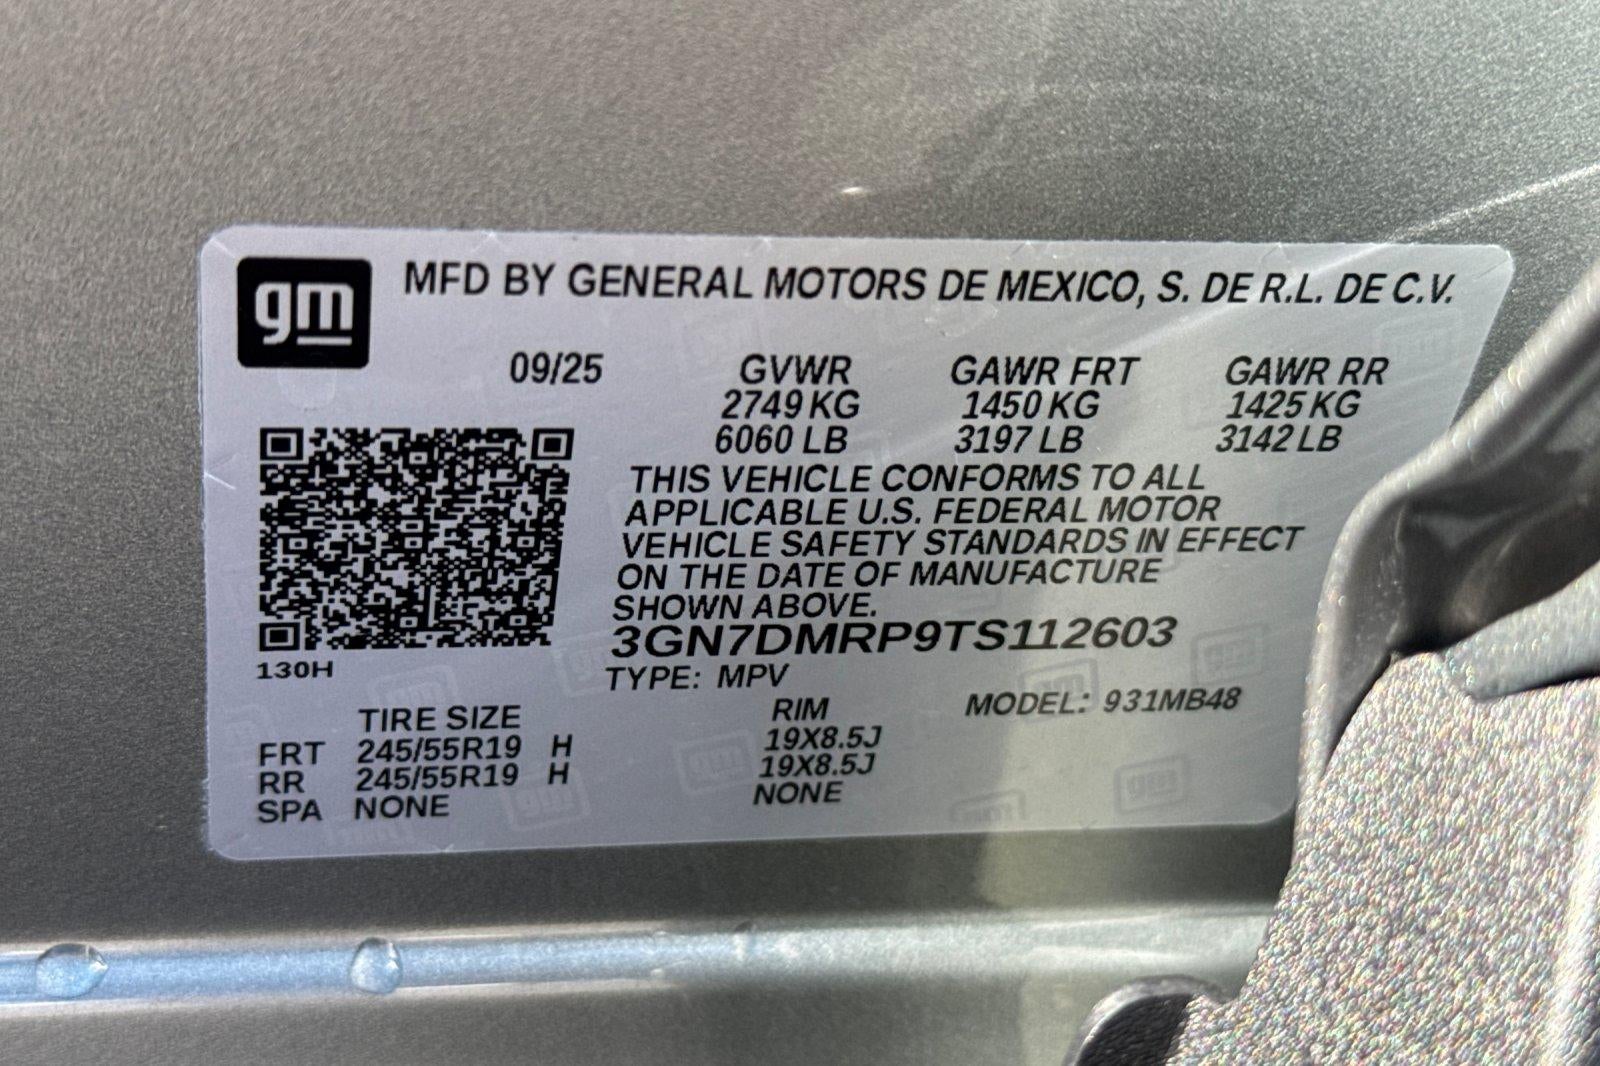 gm MFD BY GENERAL MOTORS DE MEXICO, S. DE R.L. DE C.V.
09/25 GVWR GAWR FRT GAWR RR
2749 KG 1450 KG 1425 KG
6060 LB 3197 LB 3142 LB
THIS VEHICLE CONFORMS TO ALL
APPLICABLE U.S. FEDERAL MOTOR
VEHICLE SAFETY STANDARDS IN EFFECT
ON THE DATE OF MANUFACTURE
SHOWN ABOVE.
3GN7DMRP9TS112603
130H TYPE: MPV
TIRE SIZE RIM MODEL: 931MB48
FRT 245/55R19 H 19X8.5J
RR 245/55R19 H 19X8.5J
SPA NONE NONE